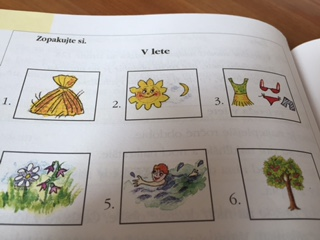 Zopakujte si.
V lete
1. 2. 3.
5. 6.